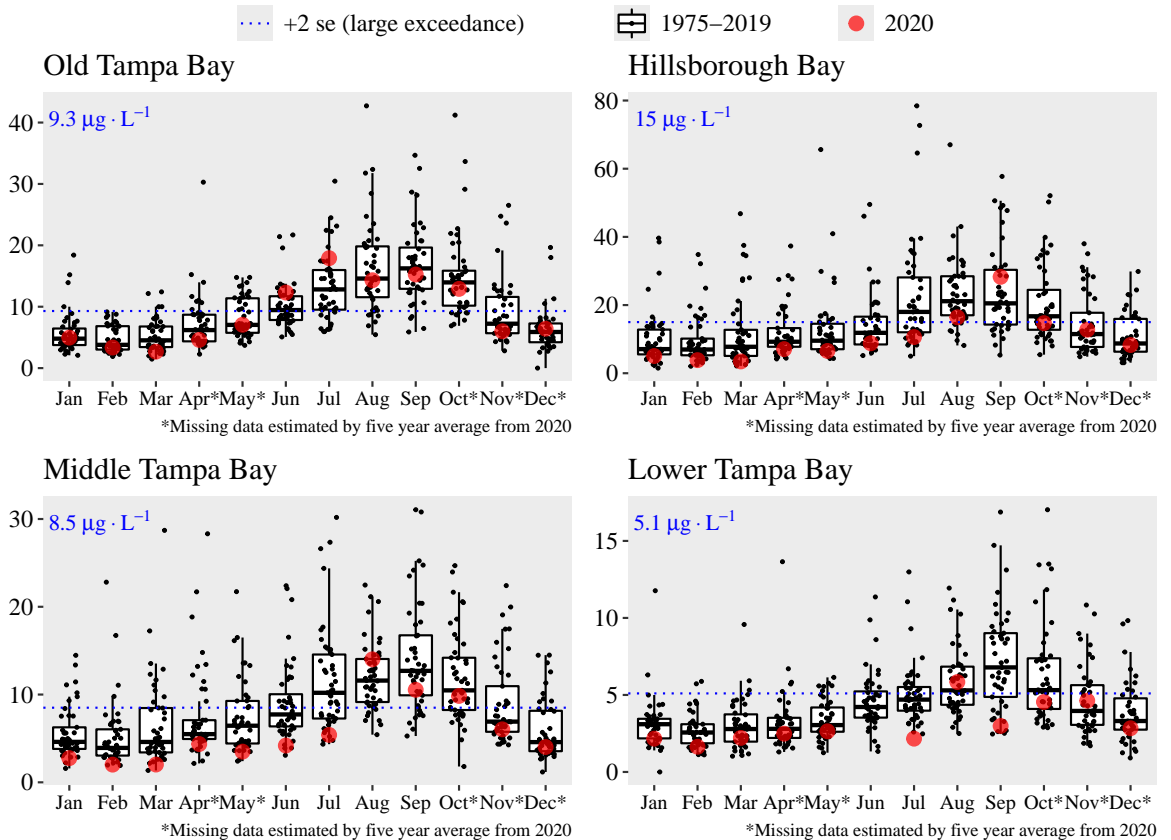 +2 se (large exceedance) 1975–2019 2020
Old Tampa Bay
9.3 μg · L⁻¹
40
30
20
10
0
Jan Feb Mar Apr* May* Jun Jul Aug Sep Oct* Nov* Dec*
*Missing data estimated by five year average from 2020
Hillsborough Bay
15 μg · L⁻¹
80
60
40
20
0
Jan Feb Mar Apr* May* Jun Jul Aug Sep Oct* Nov* Dec*
*Missing data estimated by five year average from 2020
Middle Tampa Bay
8.5 μg · L⁻¹
30
20
10
0
Jan Feb Mar Apr* May* Jun Jul Aug Sep Oct* Nov* Dec*
*Missing data estimated by five year average from 2020
Lower Tampa Bay
5.1 μg · L⁻¹
15
10
5
0
Jan Feb Mar Apr* May* Jun Jul Aug Sep Oct* Nov* Dec*
*Missing data estimated by five year average from 2020